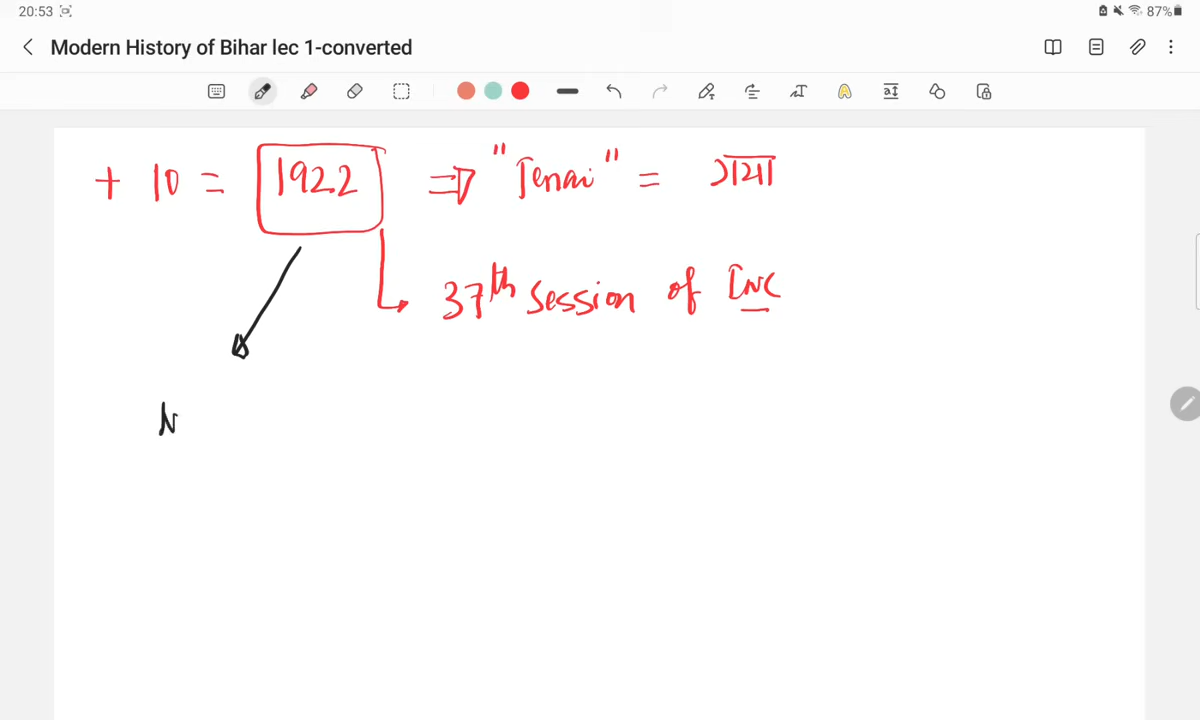 20:53 87%
Modern History of Bihar lec 1-converted
+ 10 = 1922 ⇒ "Tenai" = गया
37th session of INC
N